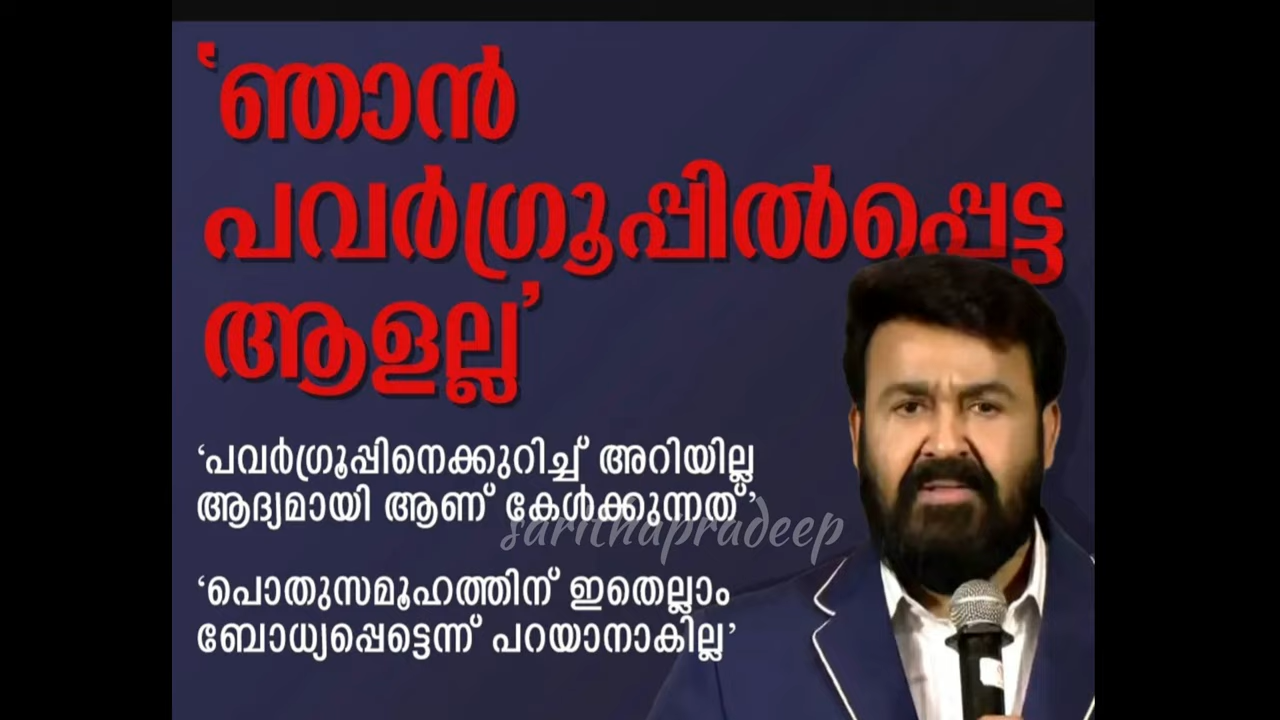 ‘ഞാൻ
പവർഗ്രൂപ്പിൽപ്പെട്ട
ആളല്ല’
‘പവർഗ്രൂപ്പിനെക്കുറിച്ച് അറിയില്ല
ആദ്യമായി ആണ് കേൾക്കുന്നത്’
sarithapradeep
‘പൊതുസമൂഹത്തിന് ഇതെല്ലാം
ബോധ്യപ്പെട്ടെന്ന് പറയാനാകില്ല’